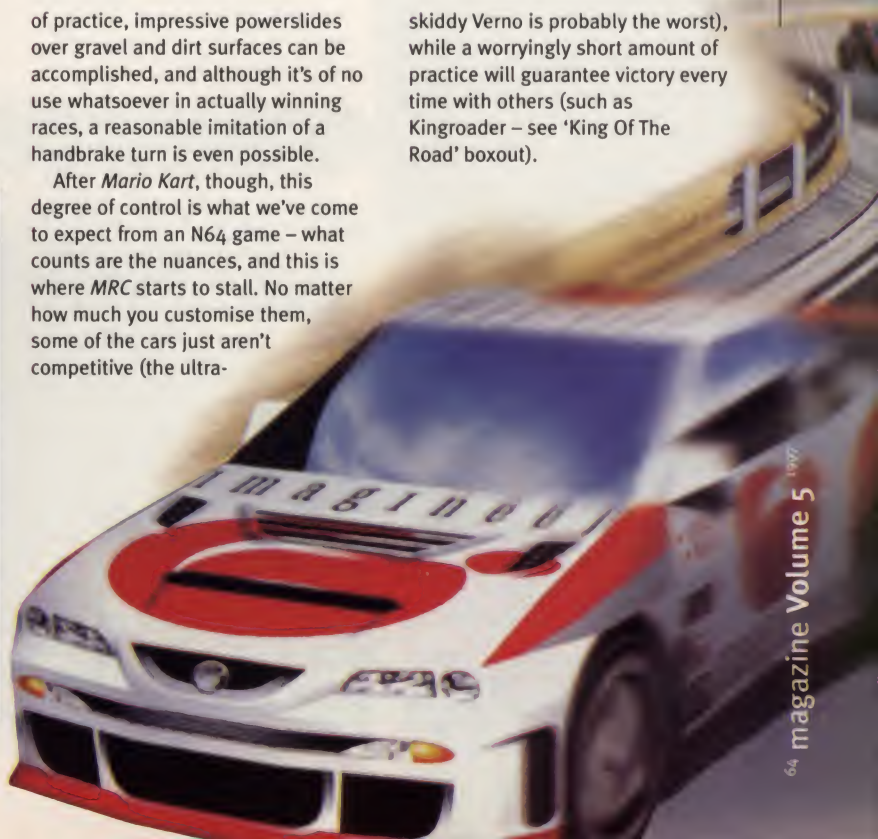 of practice, impressive powerslides
over gravel and dirt surfaces can be
accomplished, and although it's of no
use whatsoever in actually winning
races, a reasonable imitation of a
handbrake turn is even possible.
After Mario Kart, though, this
degree of control is what we've come
to expect from an N64 game – what
counts are the nuances, and this is
where MRC starts to stall. No matter
how much you customise them,
some of the cars just aren't
competitive (the ultra-
skiddy Verno is probably the worst),
while a worryingly short amount of
practice will guarantee victory every
time with others (such as
Kingroader – see 'King Of The
Road' boxout).
imagineer
64 magazine Volume 5 1997